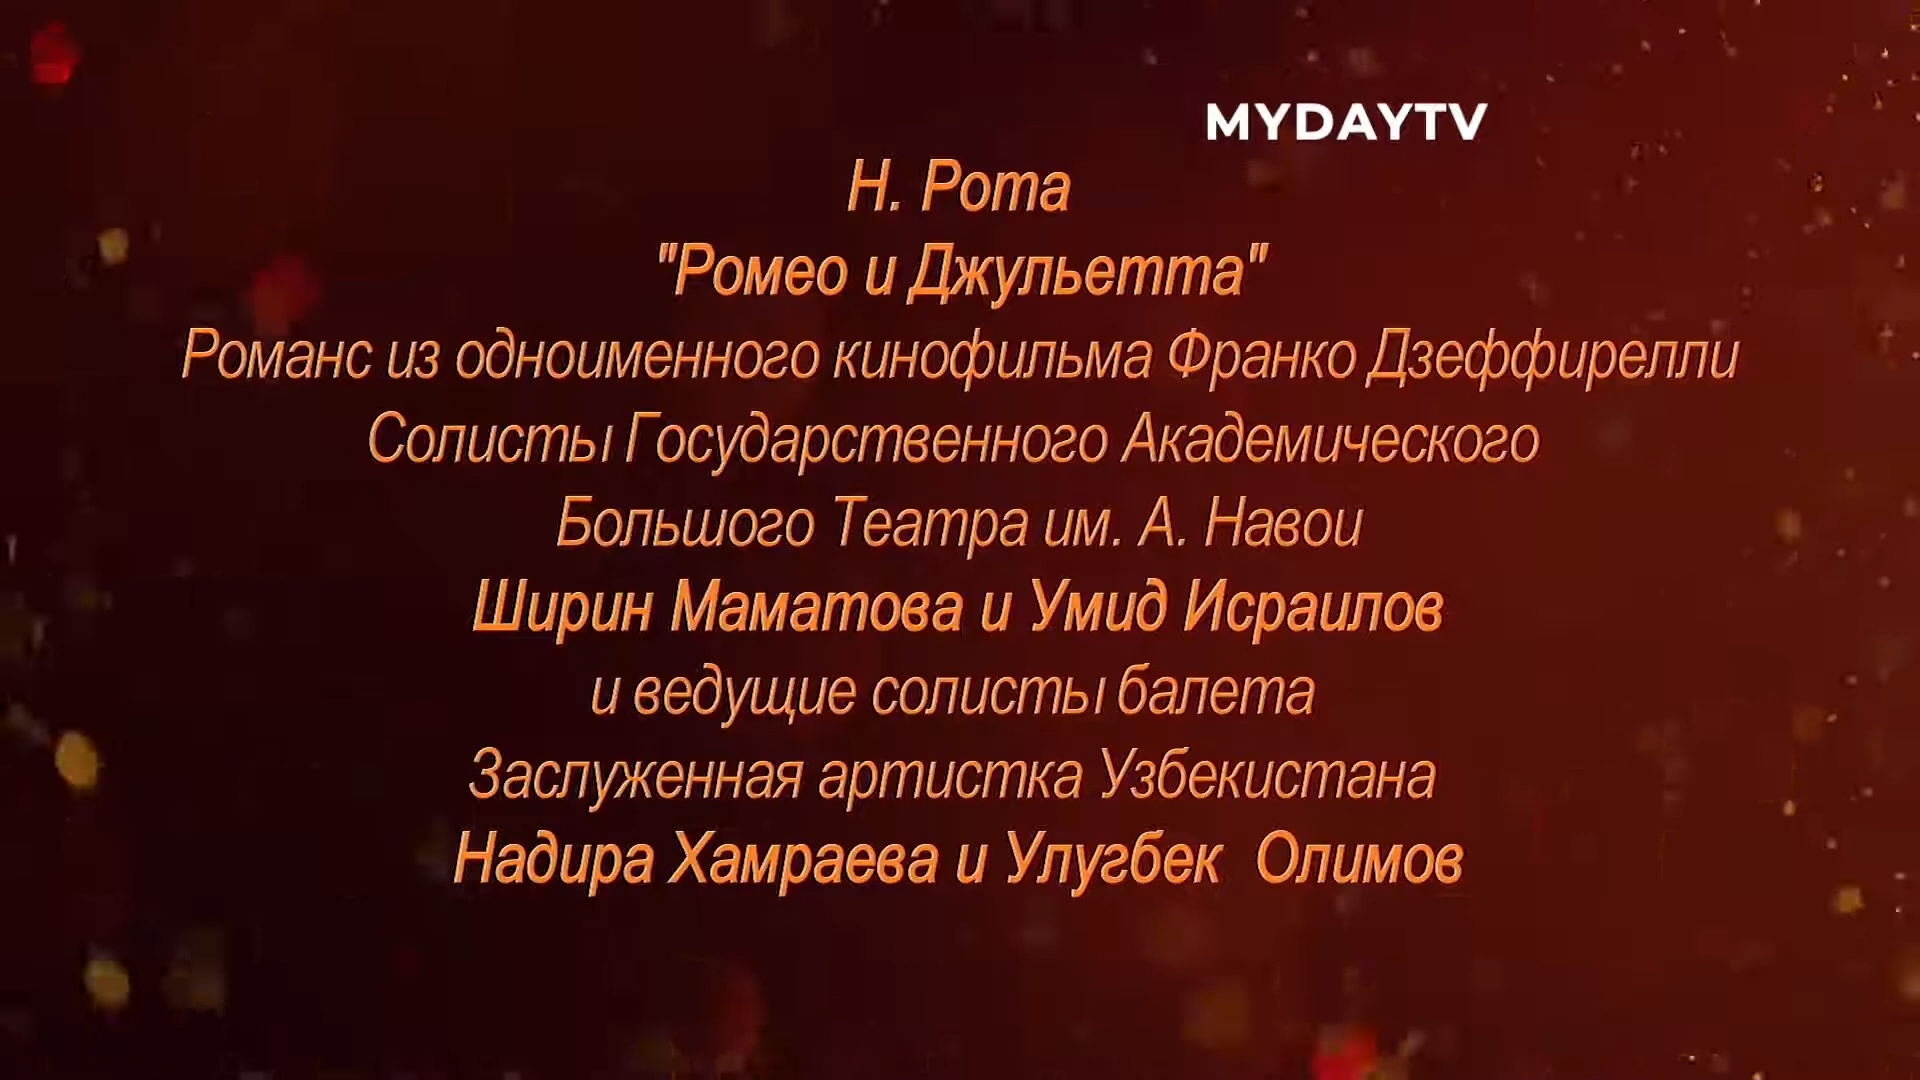 MYDAYTV
Н. Рота
"Ромео и Джульетта"
Романс из одноименного кинофильма Франко Дзеффирелли
Солисты Государственного Академического
Большого Театра им. А. Навои
Ширин Маматова и Умид Исраилов
и ведущие солисты балета
Заслуженная артистка Узбекистана
Надира Хамраева и Улугбек Олимов